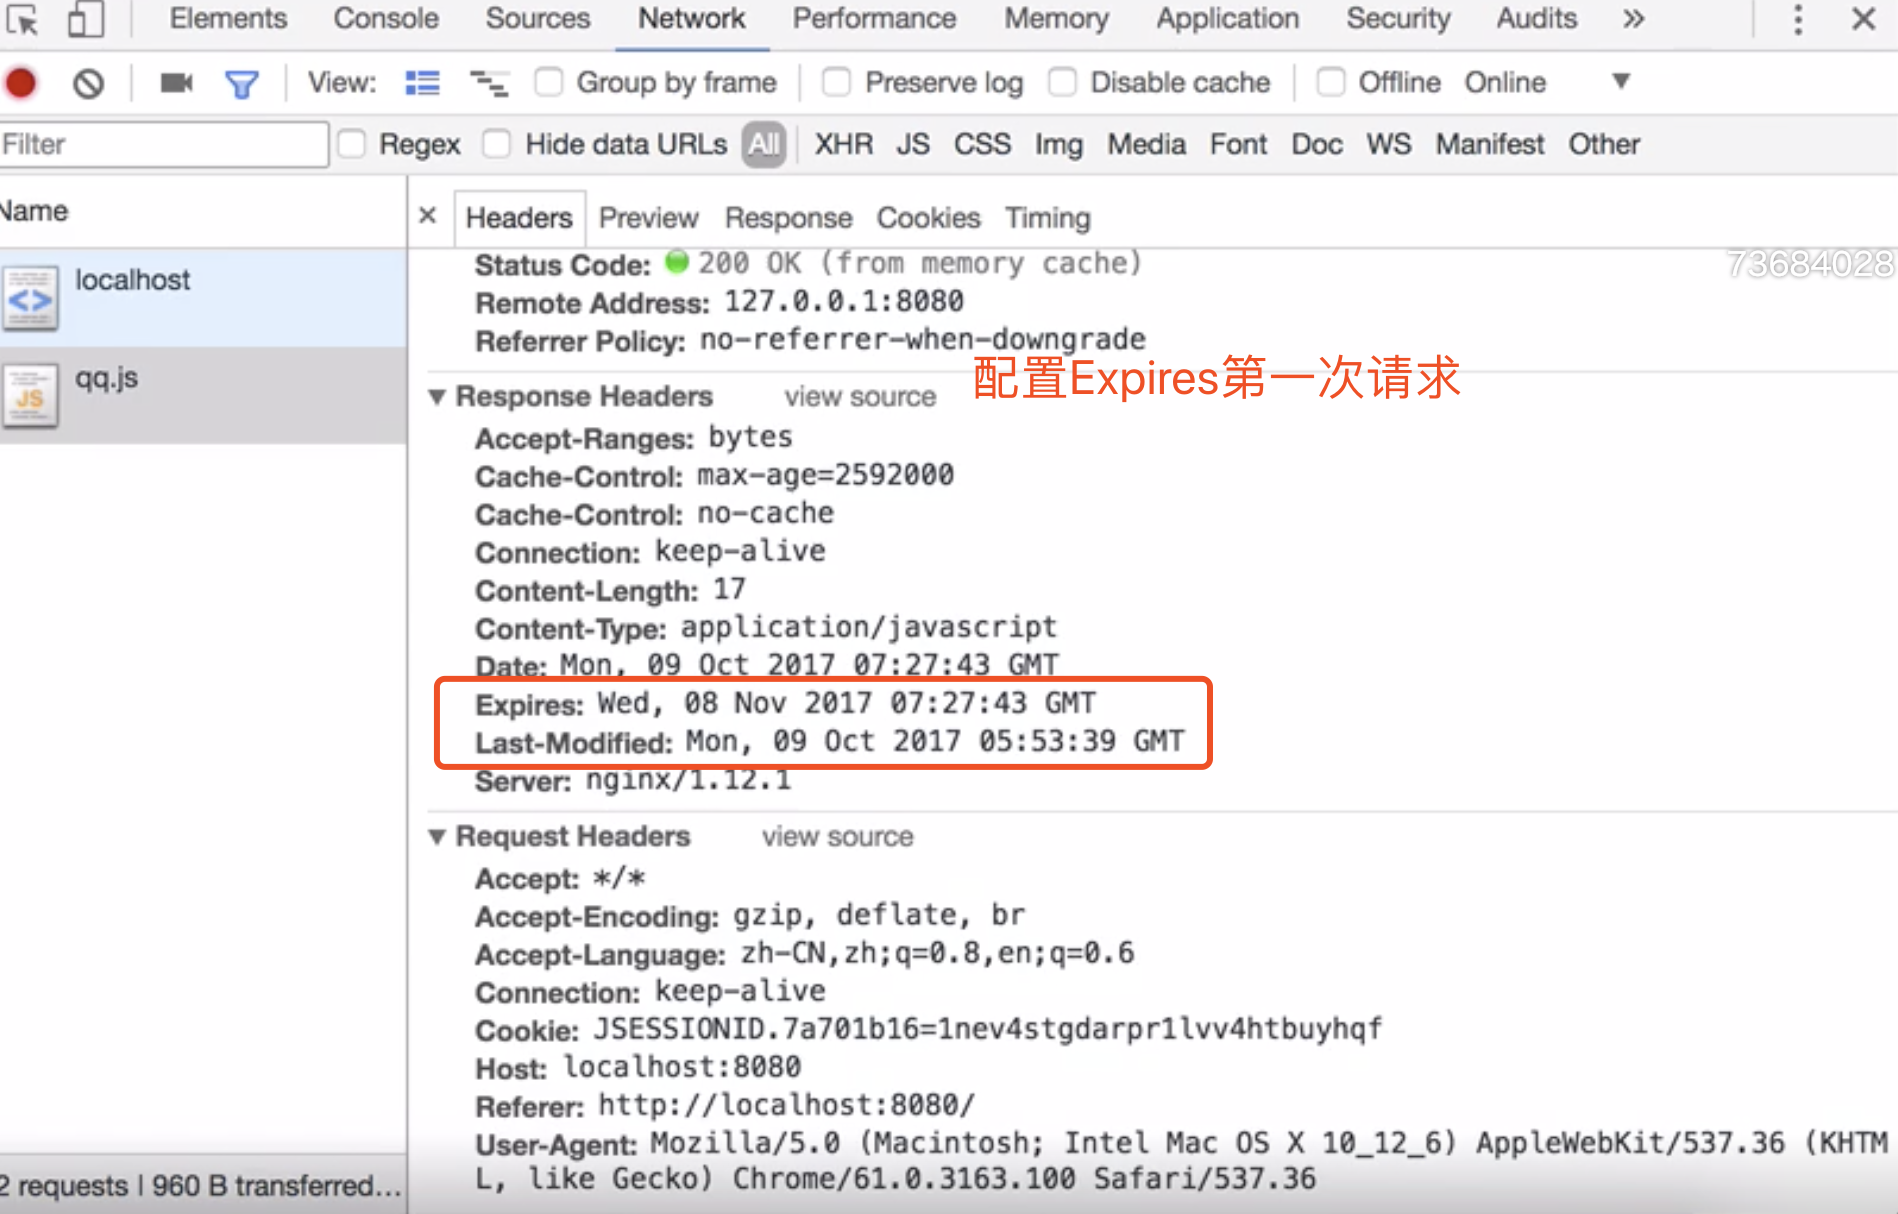 Elements Console Sources Network Performance Memory Application Security Audits »
View: Group by frame Preserve log Disable cache Offline Online ▼
Filter Regex Hide data URLs All XHR JS CSS Img Media Font Doc WS Manifest Other
Name
localhost
JS qq.js
2 requests | 960 B transferred...
× Headers Preview Response Cookies Timing
Status Code: 200 OK (from memory cache)
73684028
Remote Address: 127.0.0.1:8080
Referrer Policy: no-referrer-when-downgrade
配置Expires第一次请求
▼ Response Headers view source
Accept-Ranges: bytes
Cache-Control: max-age=2592000
Cache-Control: no-cache
Connection: keep-alive
Content-Length: 17
Content-Type: application/javascript
Date: Mon, 09 Oct 2017 07:27:43 GMT
Expires: Wed, 08 Nov 2017 07:27:43 GMT
Last-Modified: Mon, 09 Oct 2017 05:53:39 GMT
Server: nginx/1.12.1
▼ Request Headers view source
Accept: */*
Accept-Encoding: gzip, deflate, br
Accept-Language: zh-CN,zh;q=0.8,en;q=0.6
Connection: keep-alive
Cookie: JSESSIONID.7a701b16=1nev4stgdarpr1lvv4htbuyhqf
Host: localhost:8080
Referer: http://localhost:8080/
User-Agent: Mozilla/5.0 (Macintosh; Intel Mac OS X 10_12_6) AppleWebKit/537.36 (KHTM
L, like Gecko) Chrome/61.0.3163.100 Safari/537.36